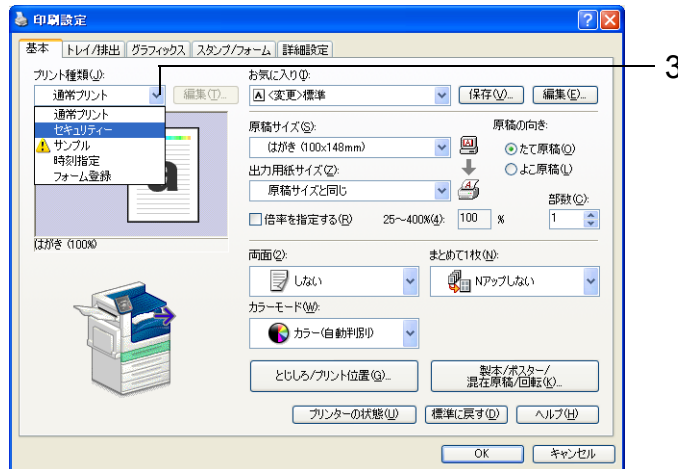 印刷設定
基本 トレイ/排出 グラフィックス スタンプ/フォーム 詳細設定
プリント種類(J):
通常プリント 編集(T)...
通常プリント
セキュリティー
サンプル
時刻指定
フォーム登録
はがき (100%)
お気に入り(I):
<変更>標準 保存(V)... 編集(E)...
原稿サイズ(S):
はがき (100x148mm)
出力用紙サイズ(Z):
原稿サイズと同じ
倍率を指定する(R) 25～400%(4): 100 %
原稿の向き:
たて原稿(O)
よこ原稿(L)
部数(C):
1
両面(2):
しない
まとめて1枚(N):
Nアップしない
カラーモード(W):
カラー(自動判別)
とじしろ/プリント位置(G)...
製本/ポスター/
混在原稿/回転(K)...
プリンターの状態(U) 標準に戻す(D) ヘルプ(H)
OK キャンセル
3